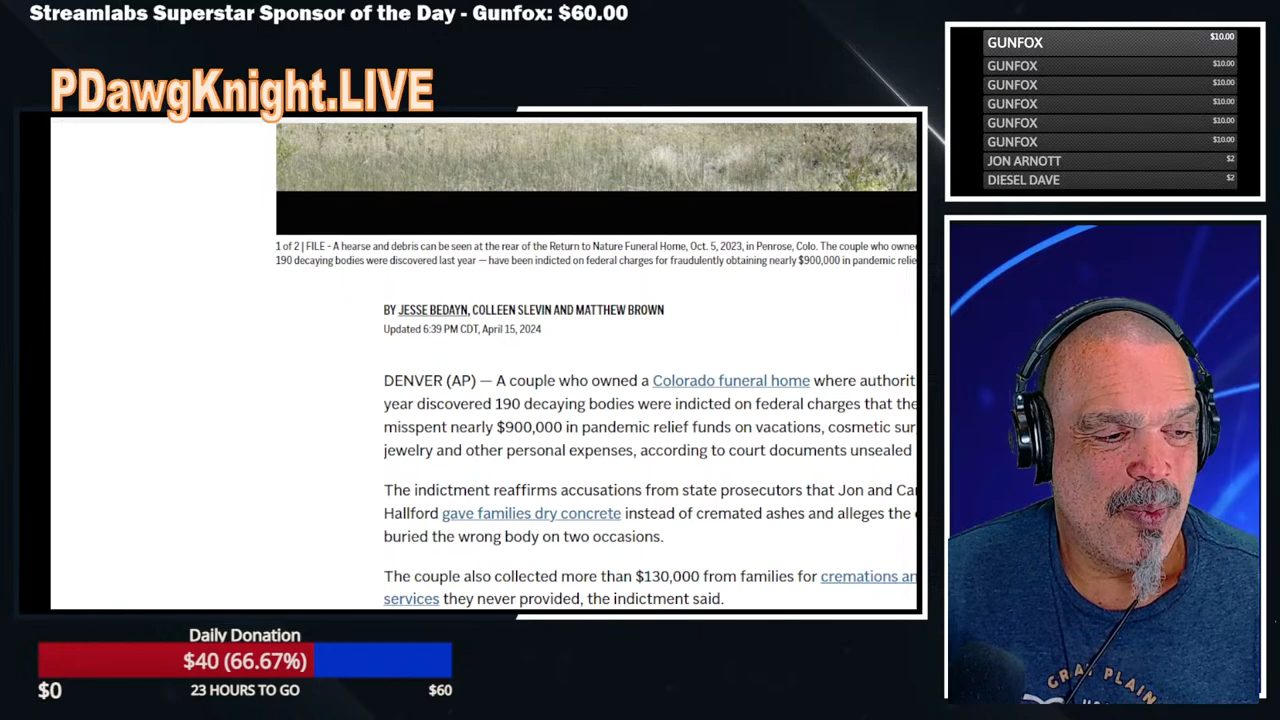 Streamlabs Superstar Sponsor of the Day - Gunfox: $60.00
PDawgKnight.LIVE
GUNFOX $10.00
GUNFOX $10.00
GUNFOX $10.00
GUNFOX $10.00
GUNFOX $10.00
GUNFOX $10.00
JON ARNOTT $2
DIESEL DAVE $2
1 of 2 | FILE - A hearse and debris can be seen at the rear of the Return to Nature Funeral Home, Oct. 5, 2023, in Penrose, Colo. The couple who owne
190 decaying bodies were discovered last year — have been indicted on federal charges for fraudulently obtaining nearly $900,000 in pandemic relie
BY JESSE BEDAYN, COLLEEN SLEVIN AND MATTHEW BROWN
Updated 6:39 PM CDT, April 15, 2024
DENVER (AP) — A couple who owned a Colorado funeral home where authorit
year discovered 190 decaying bodies were indicted on federal charges that the
misspent nearly $900,000 in pandemic relief funds on vacations, cosmetic sur
jewelry and other personal expenses, according to court documents unsealed
The indictment reaffirms accusations from state prosecutors that Jon and Car
Hallford gave families dry concrete instead of cremated ashes and alleges the
buried the wrong body on two occasions.
The couple also collected more than $130,000 from families for cremations an
services they never provided, the indictment said.
Daily Donation
$40 (66.67%)
$0 23 HOURS TO GO $60
GRAY PLAIN